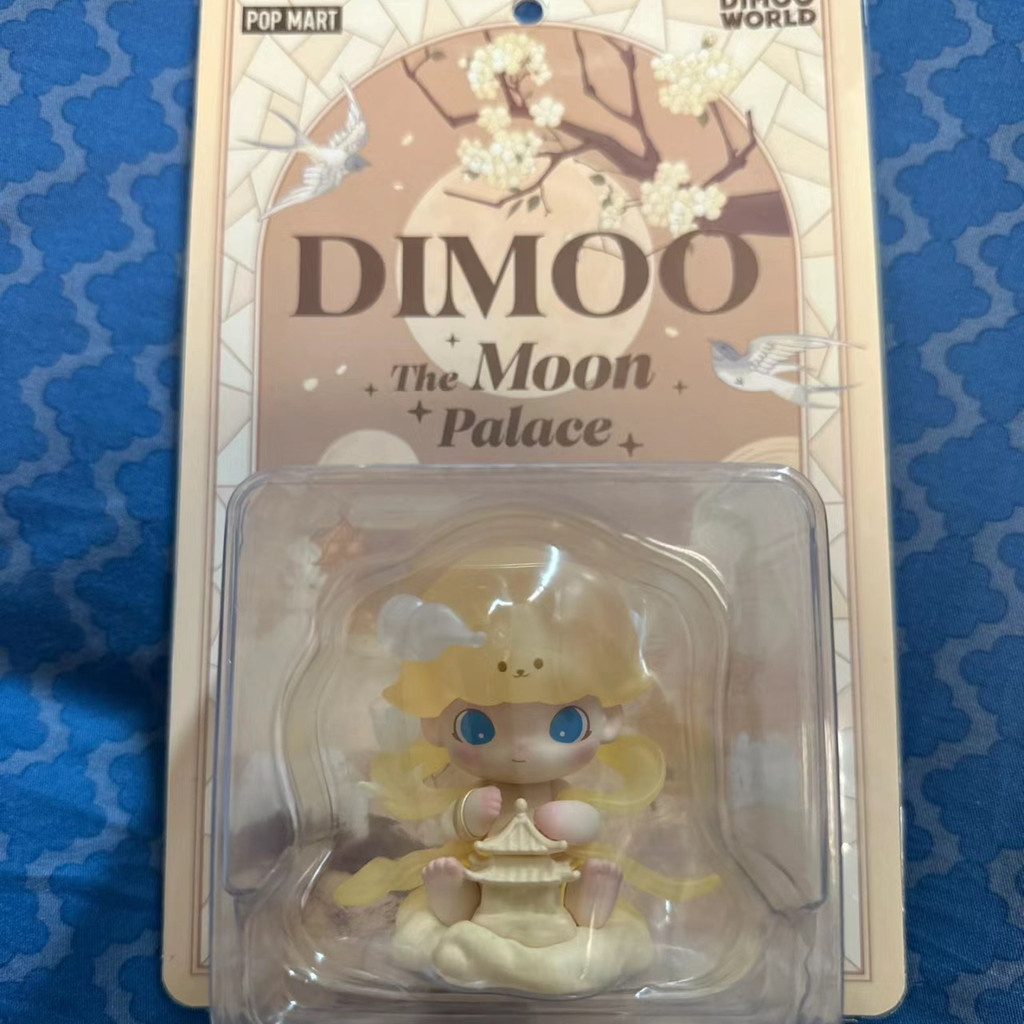 POP MART
DIMOO
WORLD
DIMOO
The Moon
Palace